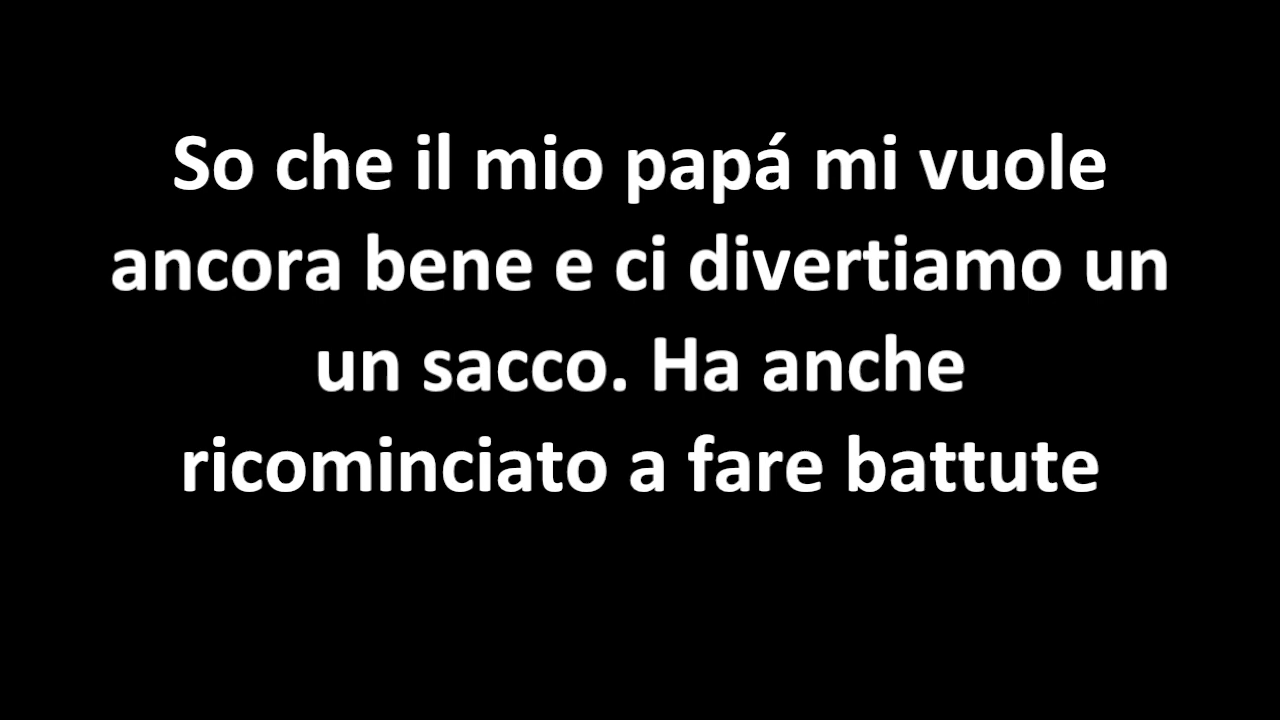 So che il mio papá mi vuole
ancora bene e ci divertiamo un
un sacco. Ha anche
ricominciato a fare battute